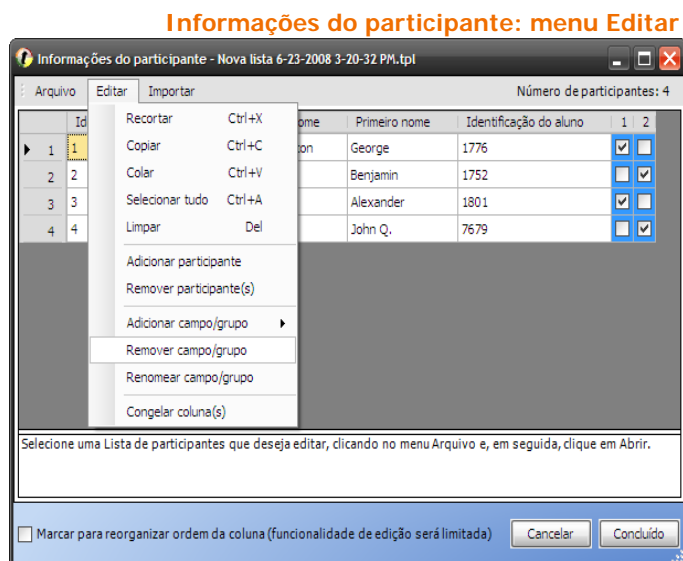 Informações do participante: menu Editar
Informações do participante - Nova lista 6-23-2008 3-20-32 PM.tpl
Arquivo Editar Importar Número de participantes: 4
Id ome Primeiro nome Identificação do aluno 1 2
1 1 on George 1776
2 2 Benjamin 1752
3 3 Alexander 1801
4 4 John Q. 7679
Recortar Ctrl+X
Copiar Ctrl+C
Colar Ctrl+V
Selecionar tudo Ctrl+A
Limpar Del
Adicionar participante
Remover participante(s)
Adicionar campo/grupo
Remover campo/grupo
Renomear campo/grupo
Congelar coluna(s)
Selecione uma Lista de participantes que deseja editar, clicando no menu Arquivo e, em seguida, clique em Abrir.
Marcar para reorganizar ordem da coluna (funcionalidade de edição será limitada) Cancelar Concluído